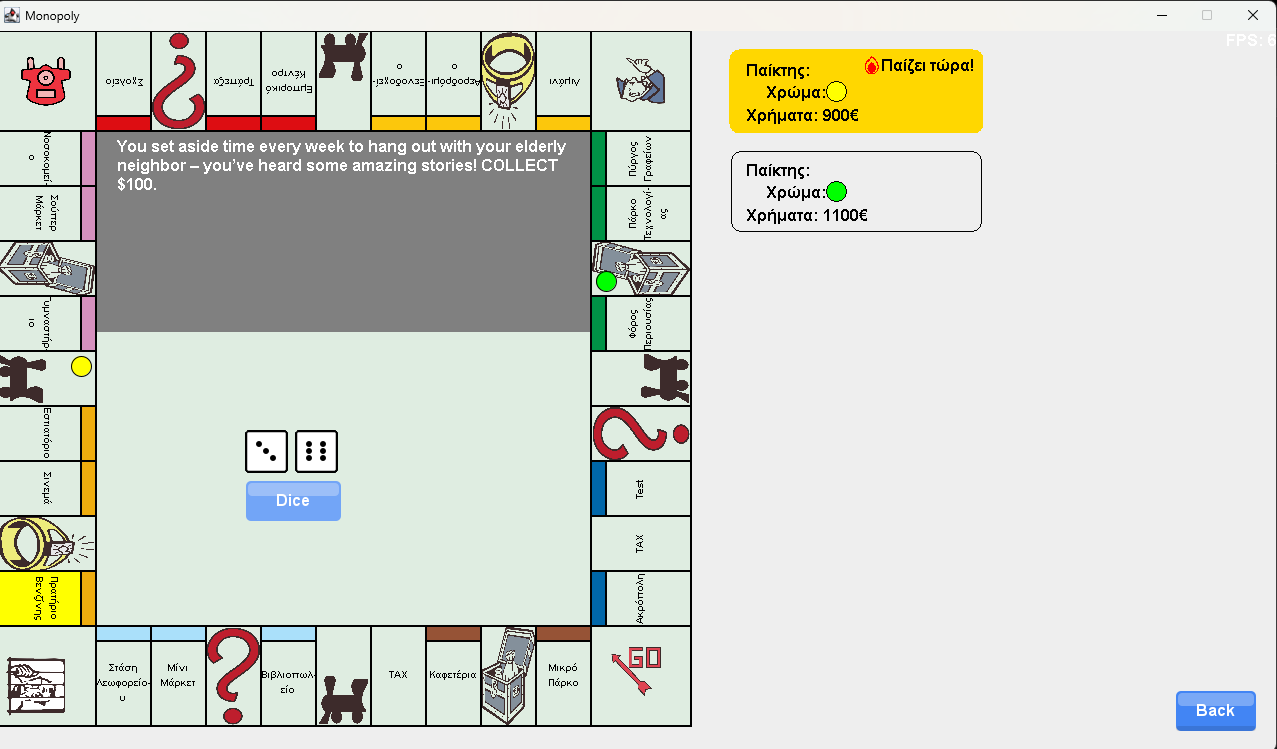 Monopoly
FPS: 6
Σχολείο
Τράπεζα
Εμπορικό
Κέντρο
Ξενοδοχεί-
ο
Αεροδρόμι-
ο
Λιμάνι
Παίκτης:
Παίζει τώρα!
Χρώμα:
Χρήματα: 900€
Παίκτης:
Χρώμα:
Χρήματα: 1100€
You set aside time every week to hang out with your elderly
neighbor – you've heard some amazing stories! COLLECT
$100.
Νοσοκομεί-
ο
Σούπερ
Μάρκετ
Γυμναστήρ
ιο
Εστιατόριο
Σινεμά
Πρατήριο
Βενζίνης
Πύργος
Γραφείων
Πάρκο
Τεχνολογί-
ας
Φόρος
Περιουσίας
Test
TAX
Ακρόπολη
Dice
Στάση
Λεωφορείο-
υ
Μίνι
Μάρκετ
Βιβλιοπωλ-
είο
TAX
Καφετέρια
Μικρό
Πάρκο
GO
Back